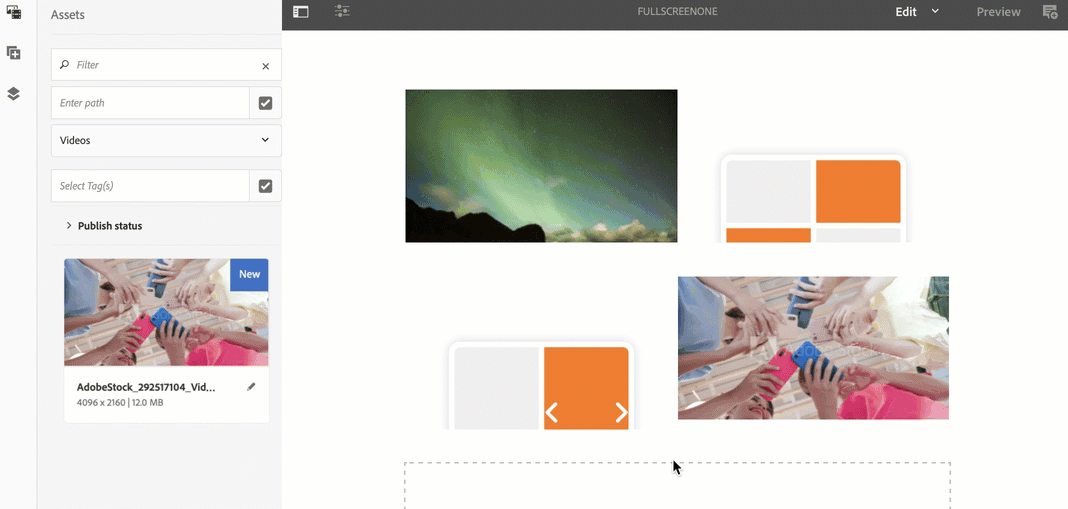 Assets
FULLSCREENONE
Edit
Preview
Filter
Enter path
Videos
Select Tag(s)
Publish status
New
AdobeStock_292517104_Vid...
4096 x 2160 | 12.0 MB